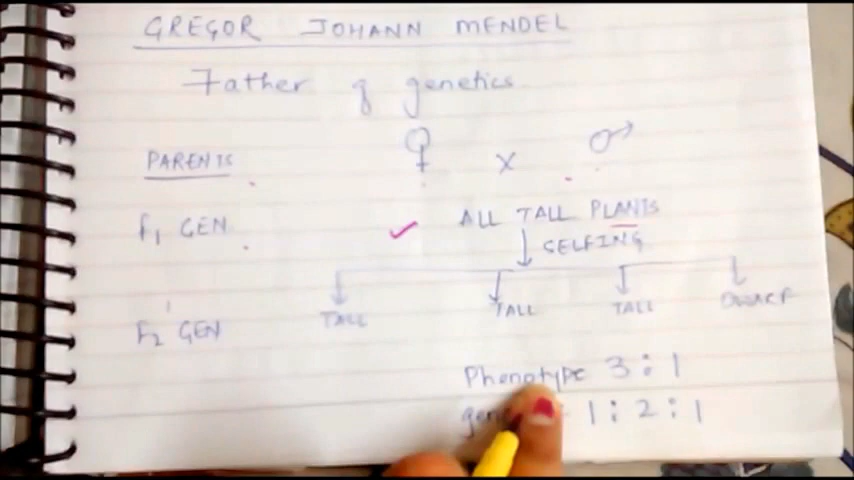 GREGOR JOHANN MENDEL
Father of genetics
PARENTS ♀ X ♂
F1 GEN ✓ ALL TALL PLANTS
SELFING
F2 GEN TALL TALL TALL DWARF
Phenotype 3:1
1:2:1